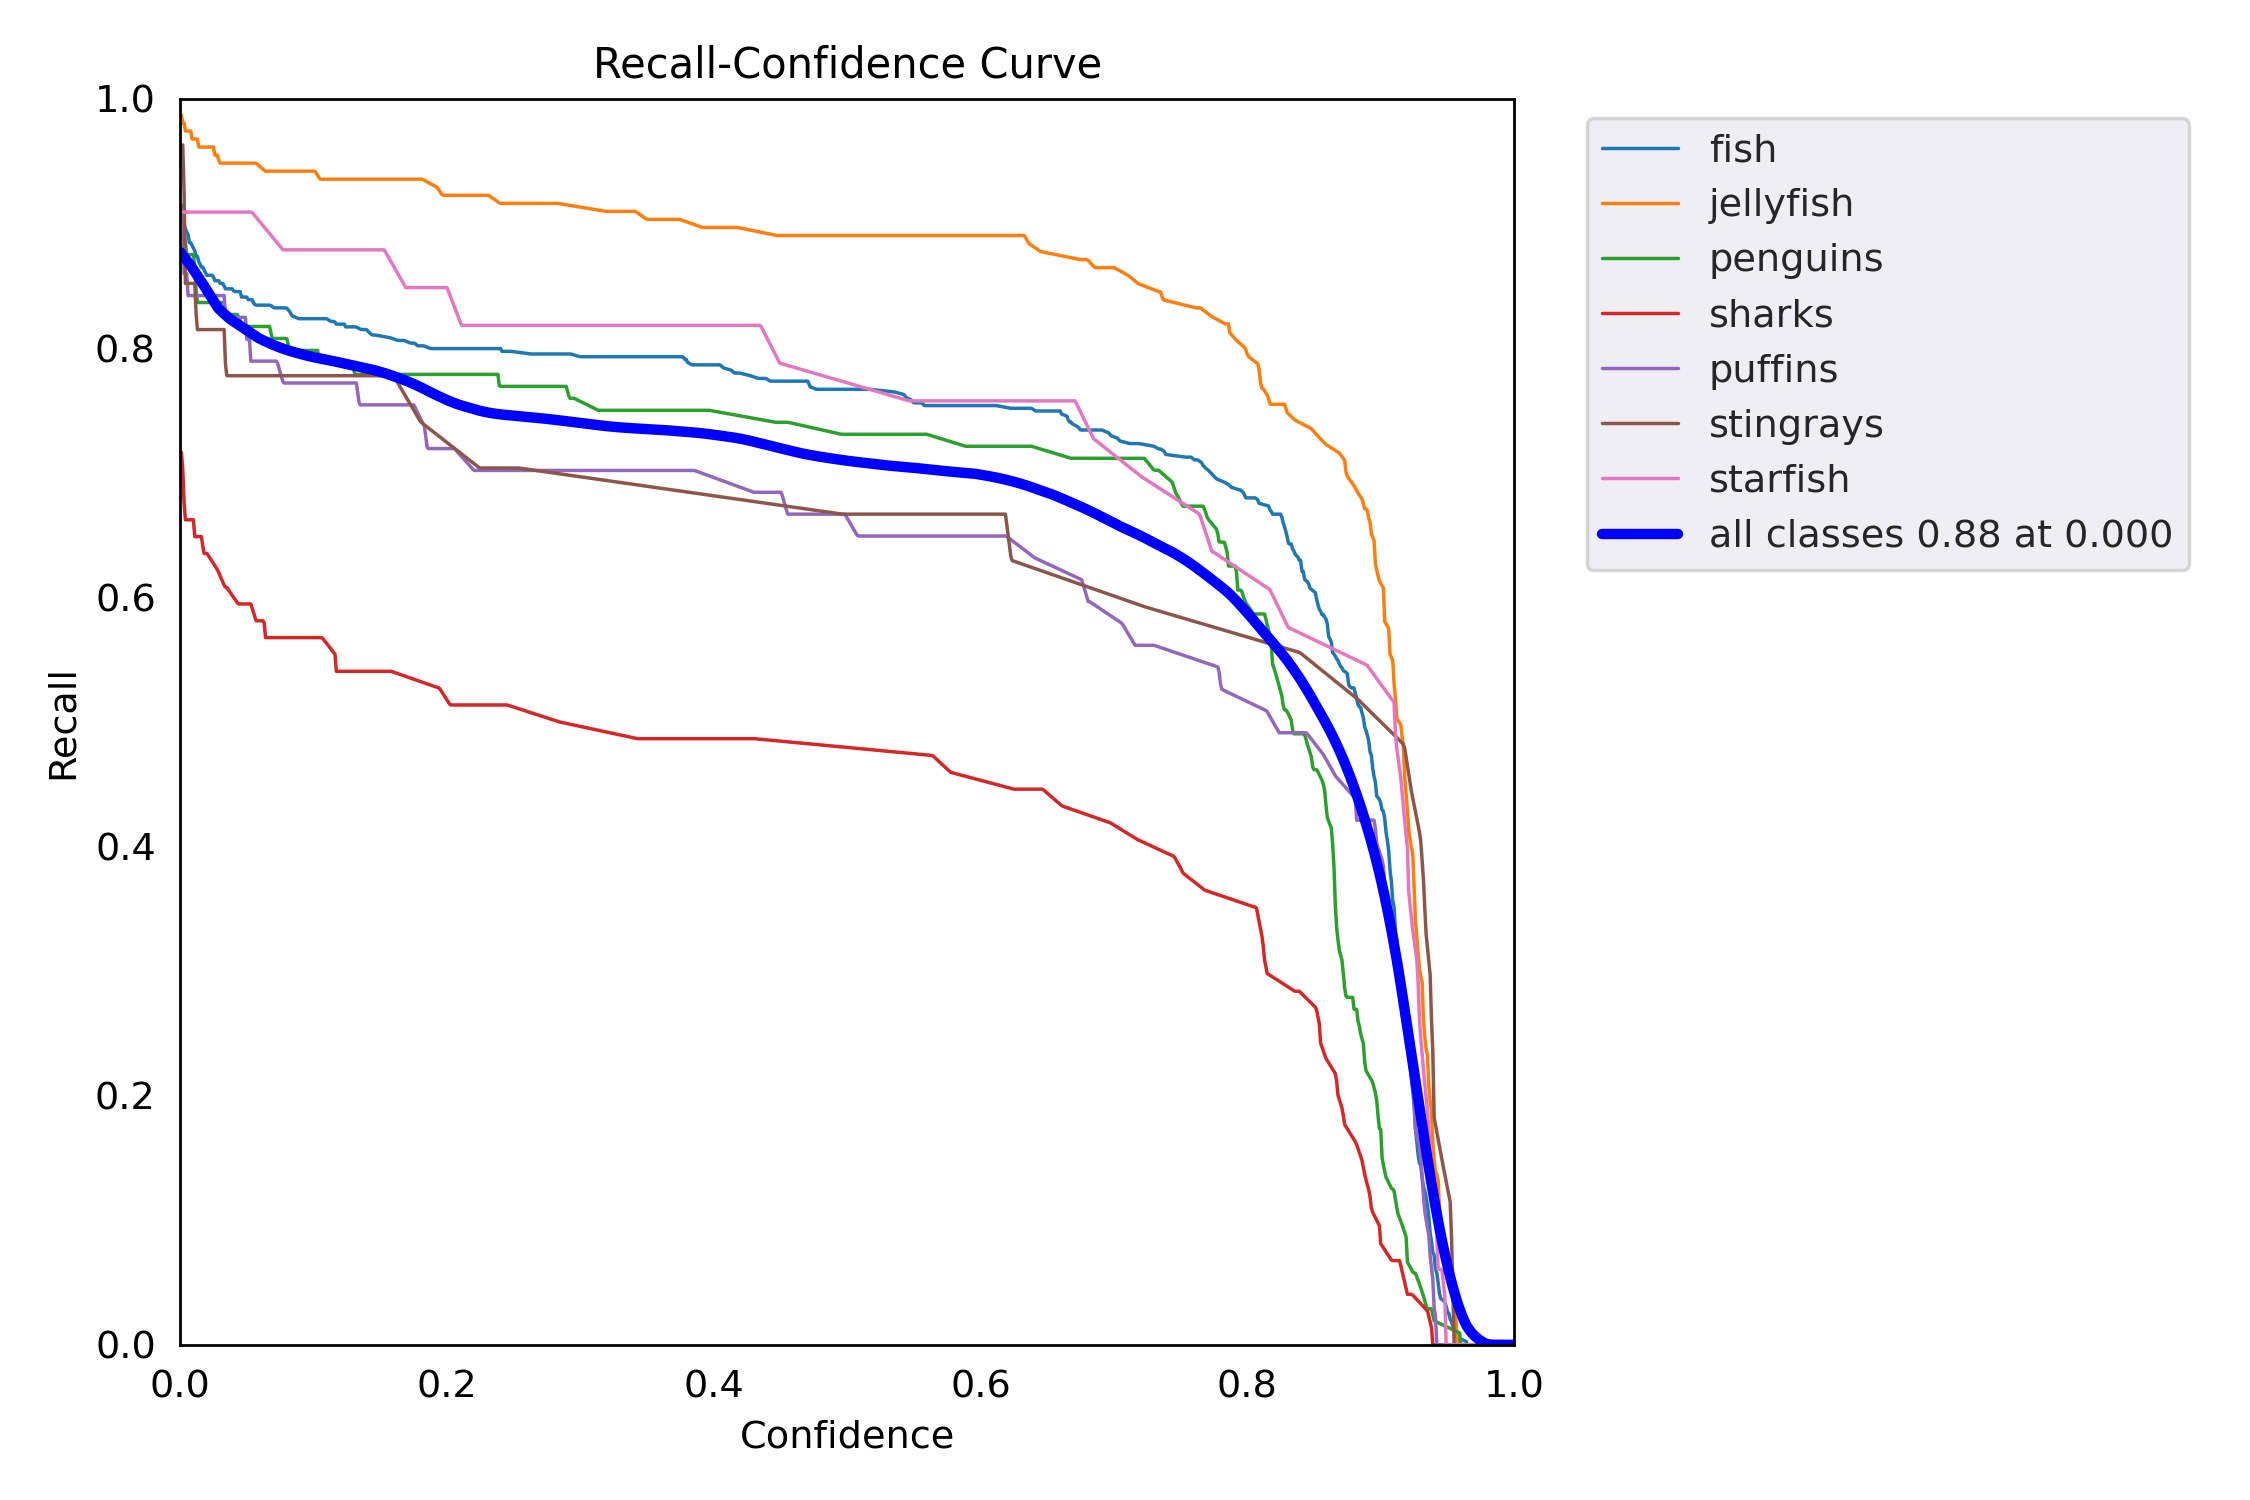 Recall-Confidence Curve
1.0
0.8
0.6
0.4
0.2
0.0
Recall
0.0 0.2 0.4 0.6 0.8 1.0
Confidence
fish
jellyfish
penguins
sharks
puffins
stingrays
starfish
all classes 0.88 at 0.000